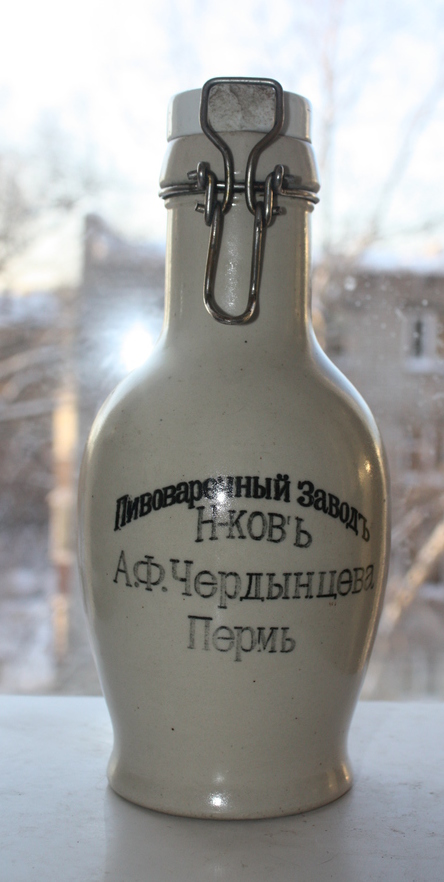 Пивоваренный Заводъ
Н-ковъ
А.Ф.Чердынцева
Пермь